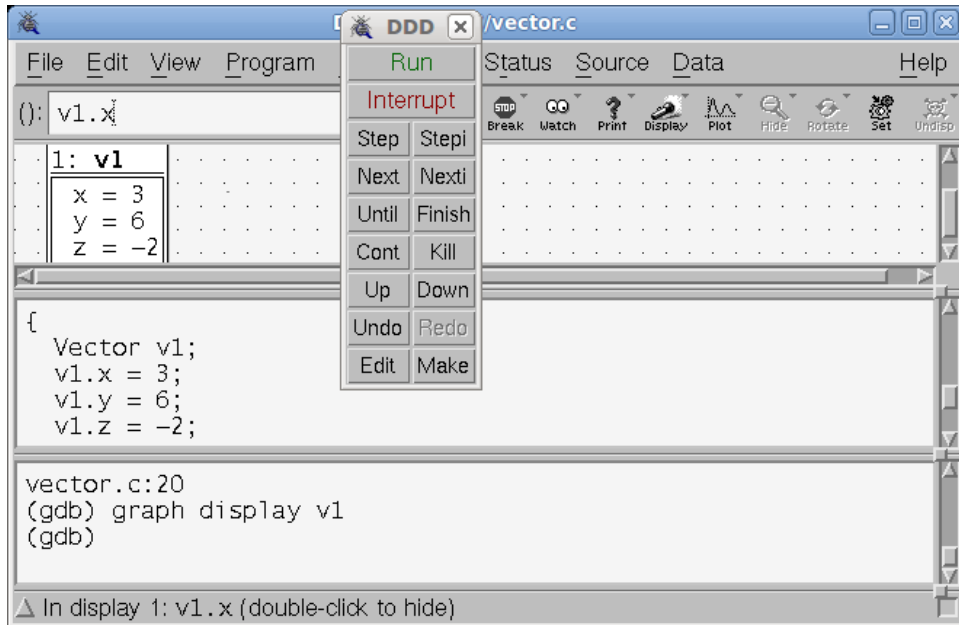 D
/vector.c
DDD
File Edit View Program
Status Source Data
Help
(): v1.x
Break Watch Print Display Plot Hide Rotate Set Undisp
Run
Interrupt
Step Stepi
Next Nexti
Until Finish
Cont Kill
Up Down
Undo Redo
Edit Make
1: v1
x = 3
y = 6
z = -2
{
Vector v1;
v1.x = 3;
v1.y = 6;
v1.z = -2;
vector.c:20
(gdb) graph display v1
(gdb)
In display 1: v1.x (double-click to hide)